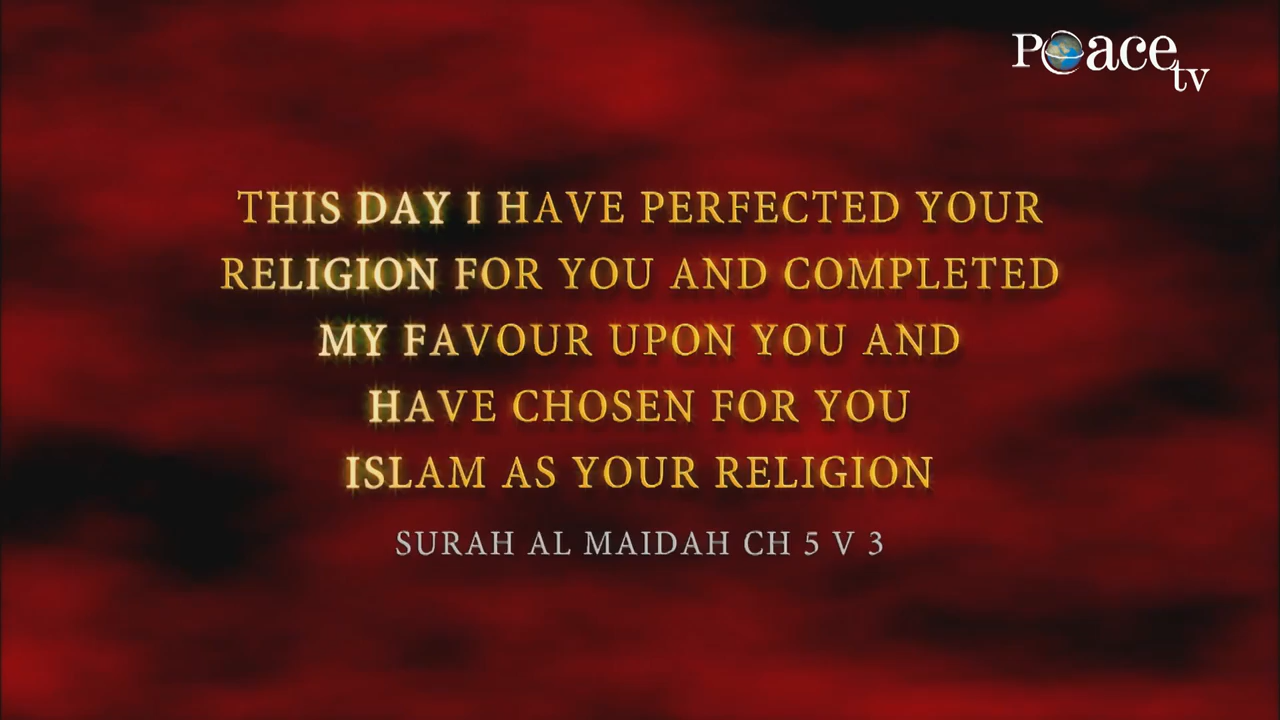 Peace tv
THIS DAY I HAVE PERFECTED YOUR
RELIGION FOR YOU AND COMPLETED
MY FAVOUR UPON YOU AND
HAVE CHOSEN FOR YOU
ISLAM AS YOUR RELIGION
SURAH AL MAIDAH CH 5 V 3